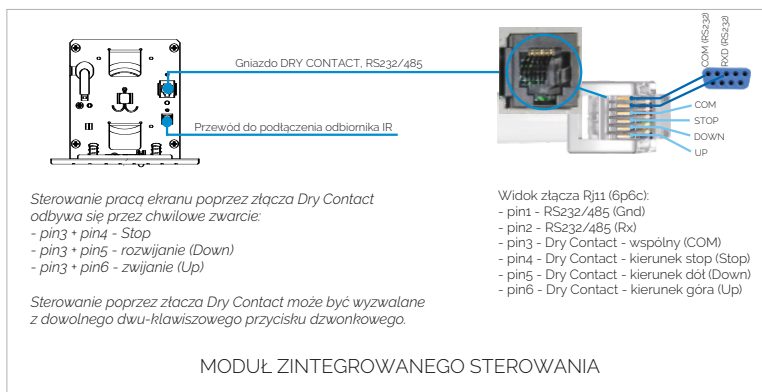 Gniazdo DRY CONTACT, RS232/485
Przewód do podłączenia odbiornika IR
COM (RS232)
RXD (RS232)
COM
STOP
DOWN
UP
Sterowanie pracą ekranu poprzez złącza Dry Contact
odbywa się przez chwilowe zwarcie:
- pin3 + pin4 - Stop
- pin3 + pin5 - rozwijanie (Down)
- pin3 + pin6 - zwijanie (Up)
Sterowanie poprzez złacza Dry Contact może być wyzwalane
z dowolnego dwu-klawiszowego przycisku dzwonkowego.
Widok złącza Rj11 (6p6c):
- pin1 - RS232/485 (Gnd)
- pin2 - RS232/485 (Rx)
- pin3 - Dry Contact - wspólny (COM)
- pin4 - Dry Contact - kierunek stop (Stop)
- pin5 - Dry Contact - kierunek dół (Down)
- pin6 - Dry Contact - kierunek góra (Up)
MODUŁ ZINTEGROWANEGO STEROWANIA